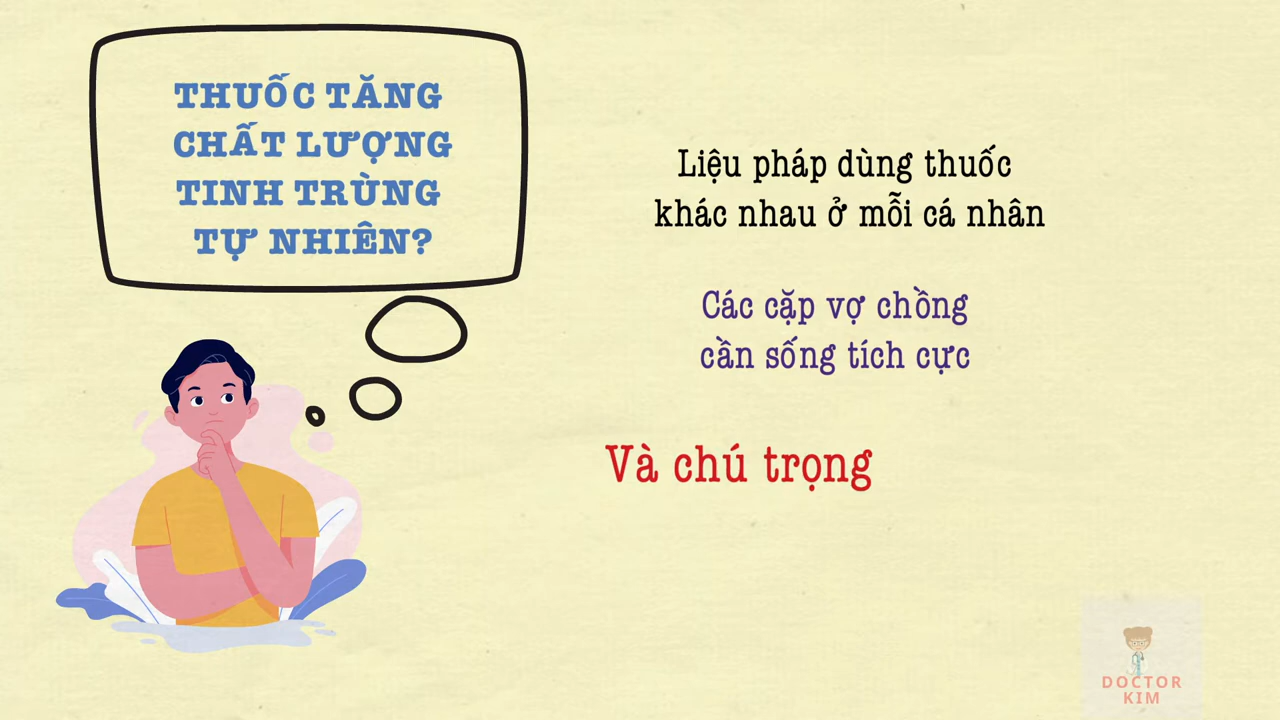 THUỐC TĂNG
CHẤT LƯỢNG
TINH TRÙNG
TỰ NHIÊN?
Liệu pháp dùng thuốc
khác nhau ở mỗi cá nhân
Các cặp vợ chồng
cần sống tích cực
Và chú trọng
DOCTOR
KIM